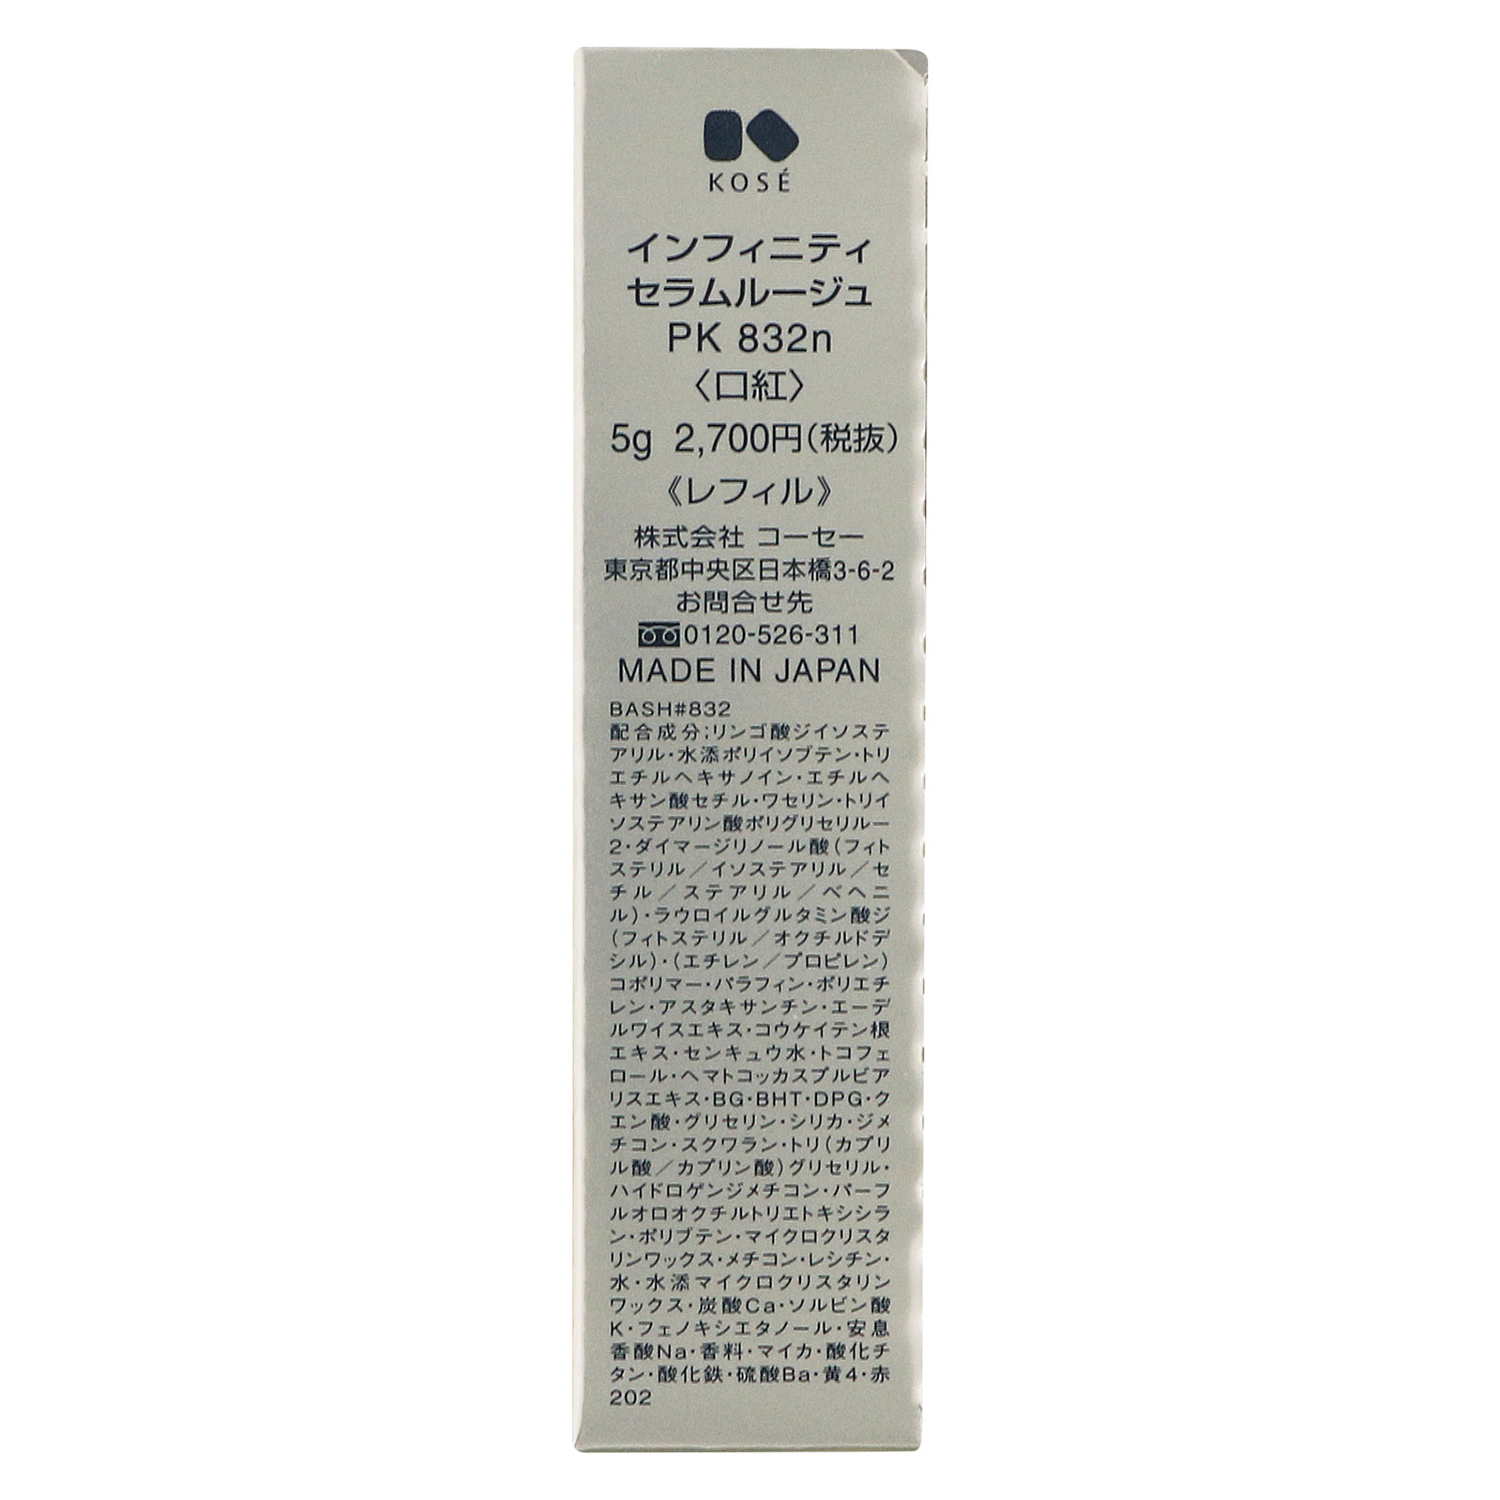 KOSÉ
インフィニティ
セラムルージュ
PK 832n
〈口紅〉
5g 2,700円(税抜)
《レフィル》
株式会社 コーセー
東京都中央区日本橋3-6-2
お問合せ先
0120-526-311
MADE IN JAPAN
BASH#832
配合成分;リンゴ酸ジイソステ
アリル・水添ポリイソブテン・トリ
エチルヘキサノイン・エチルヘ
キサン酸セチル・ワセリン・トリイ
ソステアリン酸ポリグリセリル－
2・ダイマージリノール酸(フィト
ステリル／イソステアリル／セ
チル／ステアリル／ベヘニ
ル)・ラウロイルグルタミン酸ジ
(フィトステリル／オクチルドデ
シル)・(エチレン／プロピレン)
コポリマー・パラフィン・ポリエチ
レン・アスタキサンチン・エーデ
ルワイスエキス・コウケイテン根
エキス・センキュウ水・トコフェ
ロール・ヘマトコッカスプルビア
リスエキス・BG・BHT・DPG・ク
エン酸・グリセリン・シリカ・ジメ
チコン・スクワラン・トリ(カプリ
ル酸／カプリン酸)グリセリル・
ハイドロゲンジメチコン・パーフ
ルオロオクチルトリエトキシシラ
ン・ポリブテン・マイクロクリスタ
リンワックス・メチコン・レシチン・
水・水添マイクロクリスタリン
ワックス・炭酸Ca・ソルビン酸
K・フェノキシエタノール・安息
香酸Na・香料・マイカ・酸化チ
タン・酸化鉄・硫酸Ba・黄4・赤
202